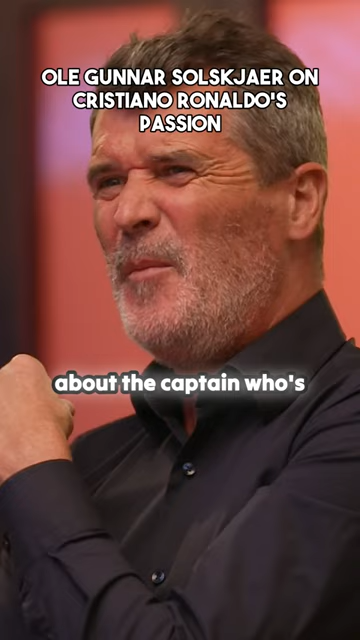 OLE GUNNAR SOLSKJAER ON
CRISTIANO RONALDO'S
PASSION
about the captain who's